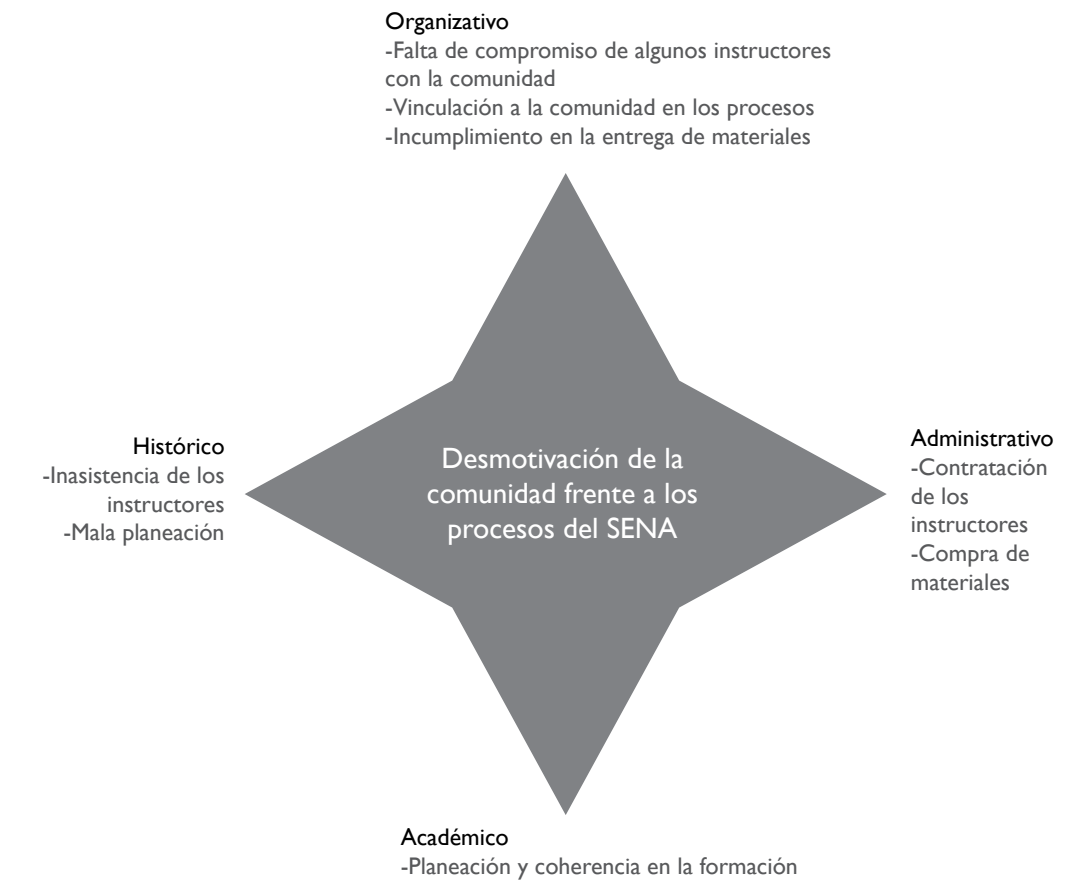 Organizativo
-Falta de compromiso de algunos instructores
con la comunidad
-Vinculación a la comunidad en los procesos
-Incumplimiento en la entrega de materiales
Histórico
-Inasistencia de los
instructores
-Mala planeación
Desmotivación de la
comunidad frente a los
procesos del SENA
Administrativo
-Contratación
de los
instructores
-Compra de
materiales
Académico
-Planeación y coherencia en la formación